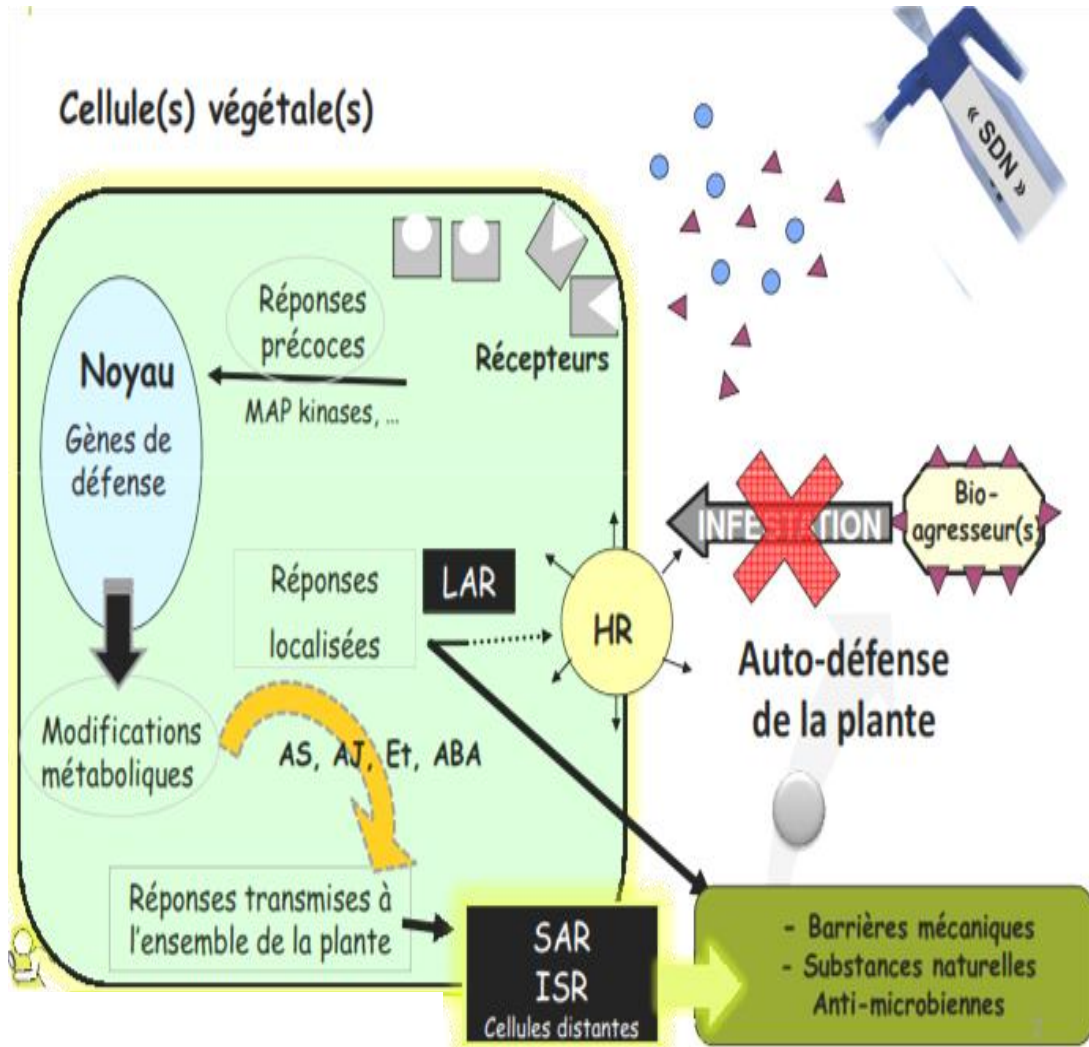 Cellule(s) végétale(s)
« SDN »
Réponses
précoces
Récepteurs
Noyau
Gènes de
défense
MAP kinases, ...
INFESTATION
Bio-
agresseur(s)
Réponses
localisées
LAR
HR
Auto-défense
de la plante
Modifications
métaboliques
AS, AJ, Et, ABA
Réponses transmises à
l'ensemble de la plante
SAR
ISR
Cellules distantes
- Barrières mécaniques
- Substances naturelles
Anti-microbiennes